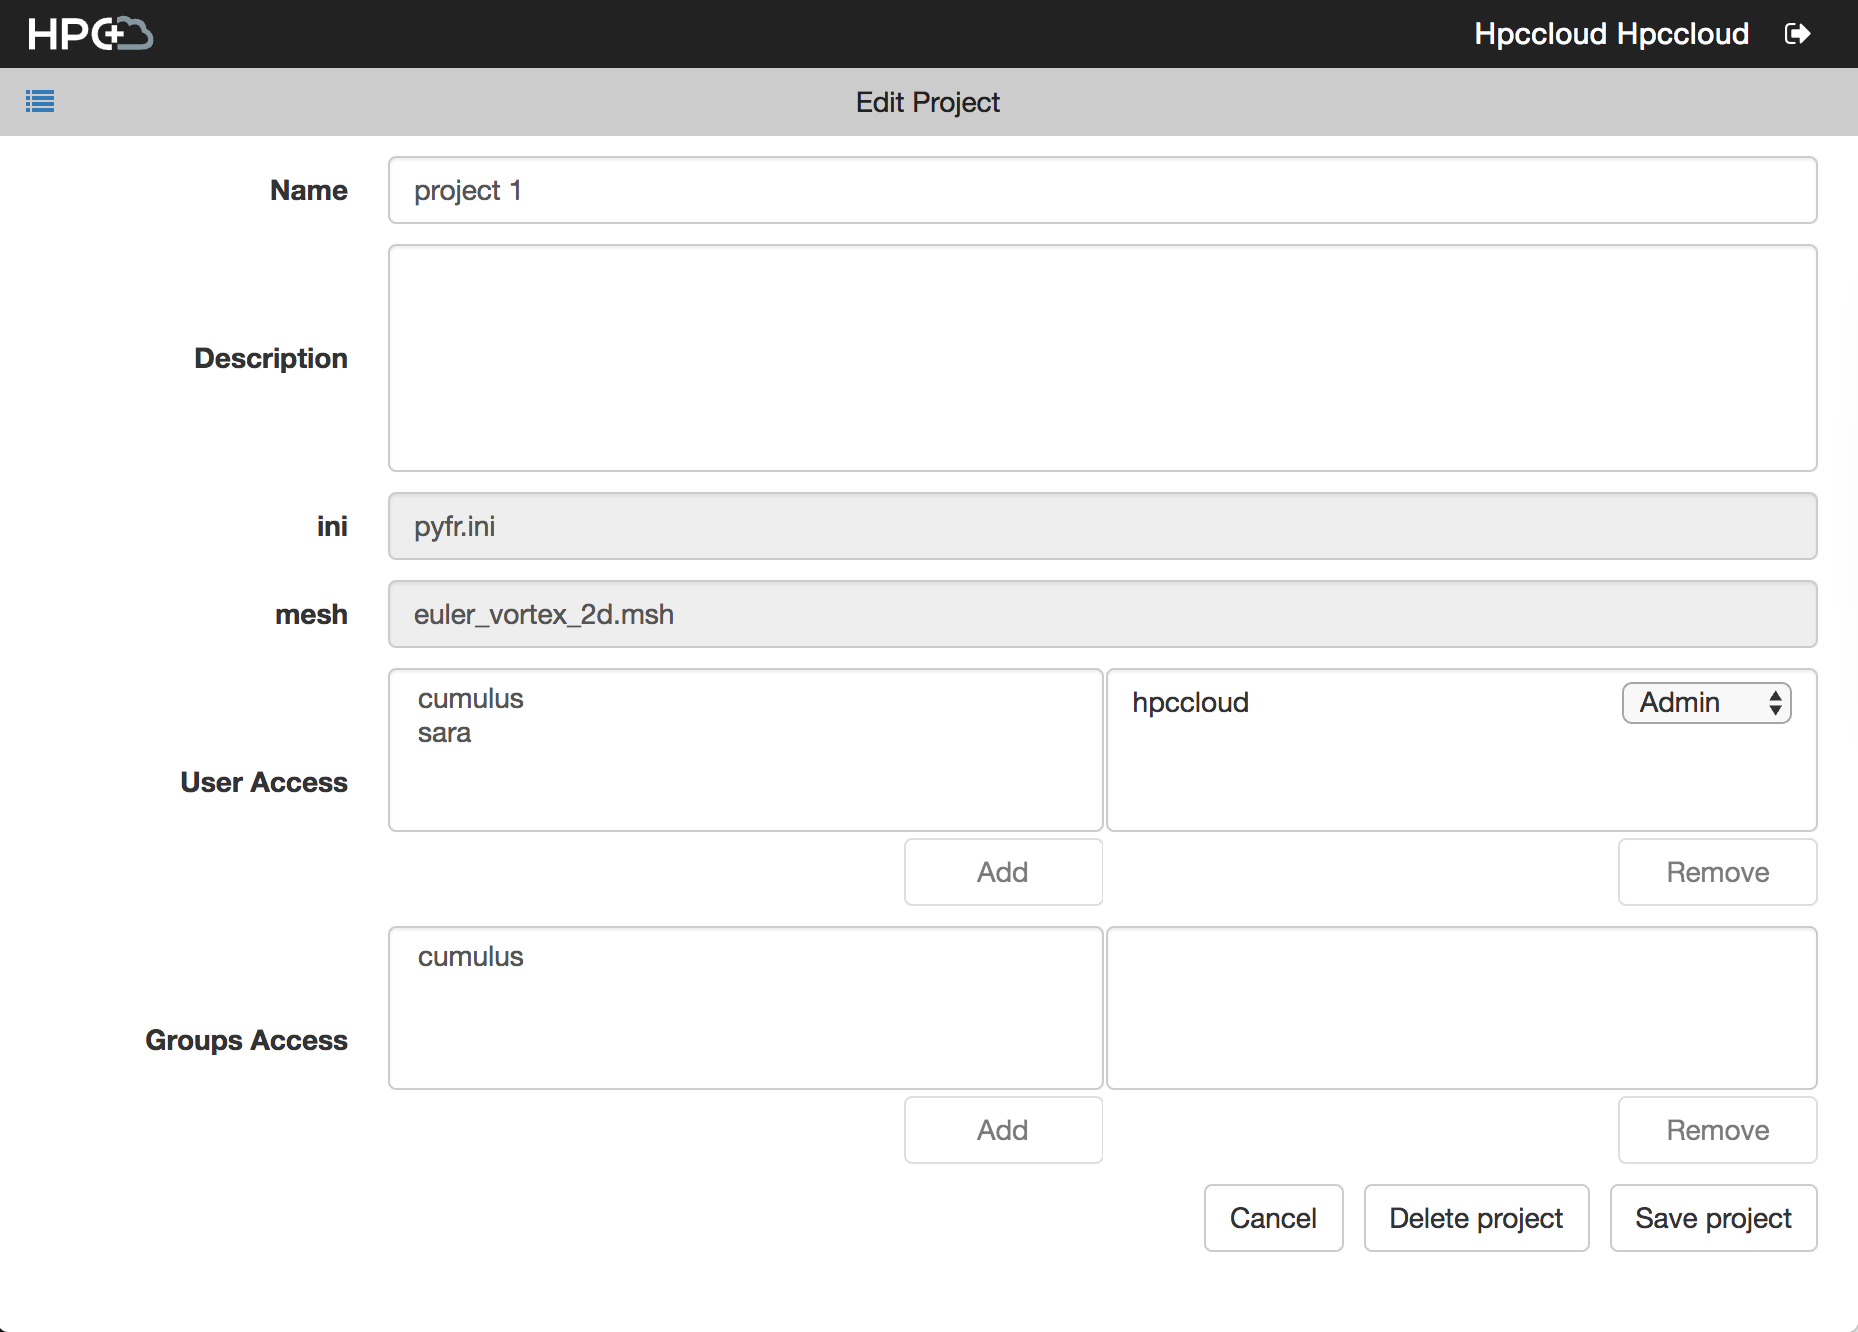 HPC
Hpccloud Hpccloud
Edit Project
Name
project 1
Description
ini
pyfr.ini
mesh
euler_vortex_2d.msh
User Access
cumulus
sara
hpccloud
Admin
Add
Remove
Groups Access
cumulus
Add
Remove
Cancel
Delete project
Save project